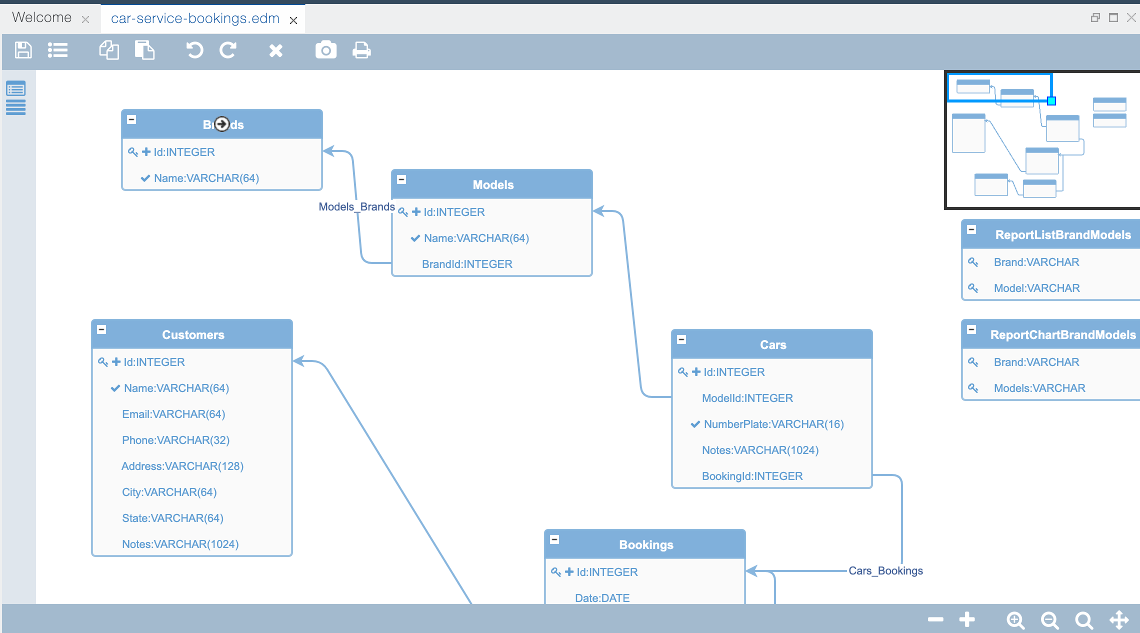 Welcome
car-service-bookings.edm
Id:INTEGER
Name:VARCHAR(64)
Models_Brands
Models
Id:INTEGER
Name:VARCHAR(64)
BrandId:INTEGER
Customers
Id:INTEGER
Name:VARCHAR(64)
Email:VARCHAR(64)
Phone:VARCHAR(32)
Address:VARCHAR(128)
City:VARCHAR(64)
State:VARCHAR(64)
Notes:VARCHAR(1024)
Cars
Id:INTEGER
ModelId:INTEGER
NumberPlate:VARCHAR(16)
Notes:VARCHAR(1024)
BookingId:INTEGER
Cars_Bookings
Bookings
Id:INTEGER
Date:DATE
ReportListBrandModels
Brand:VARCHAR
Model:VARCHAR
ReportChartBrandModels
Brand:VARCHAR
Models:VARCHAR